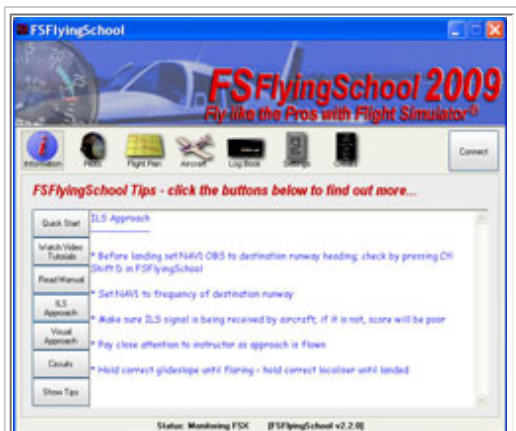 FSFlyingSchool
FSFlyingSchool 2009
Fly like the Pros with Flight Simulator®
Information
Pilots
Flight Plan
Aircraft
Log Book
Settings
Connect
FSFlyingSchool Tips - click the buttons below to find out more...
Quick Start
Watch Video
Tutorials
Read Manual
ILS
Approach
Visual
Approach
Circuits
Show Tips
ILS Approach
* Before landing set NAV1 OBS to destination runway heading; check by pressing Ctl
Shift D in FSFlyingSchool
* Set NAV1 to frequency of destination runway
* Make sure ILS signal is being received by aircraft; if it is not, score will be poor
* Pay close attention to instructor as approach is flown
* Hold correct glideslope until flaring - hold correct localiser until landed
Status: Monitoring FSX [FSFlyingSchool v2.2.0]